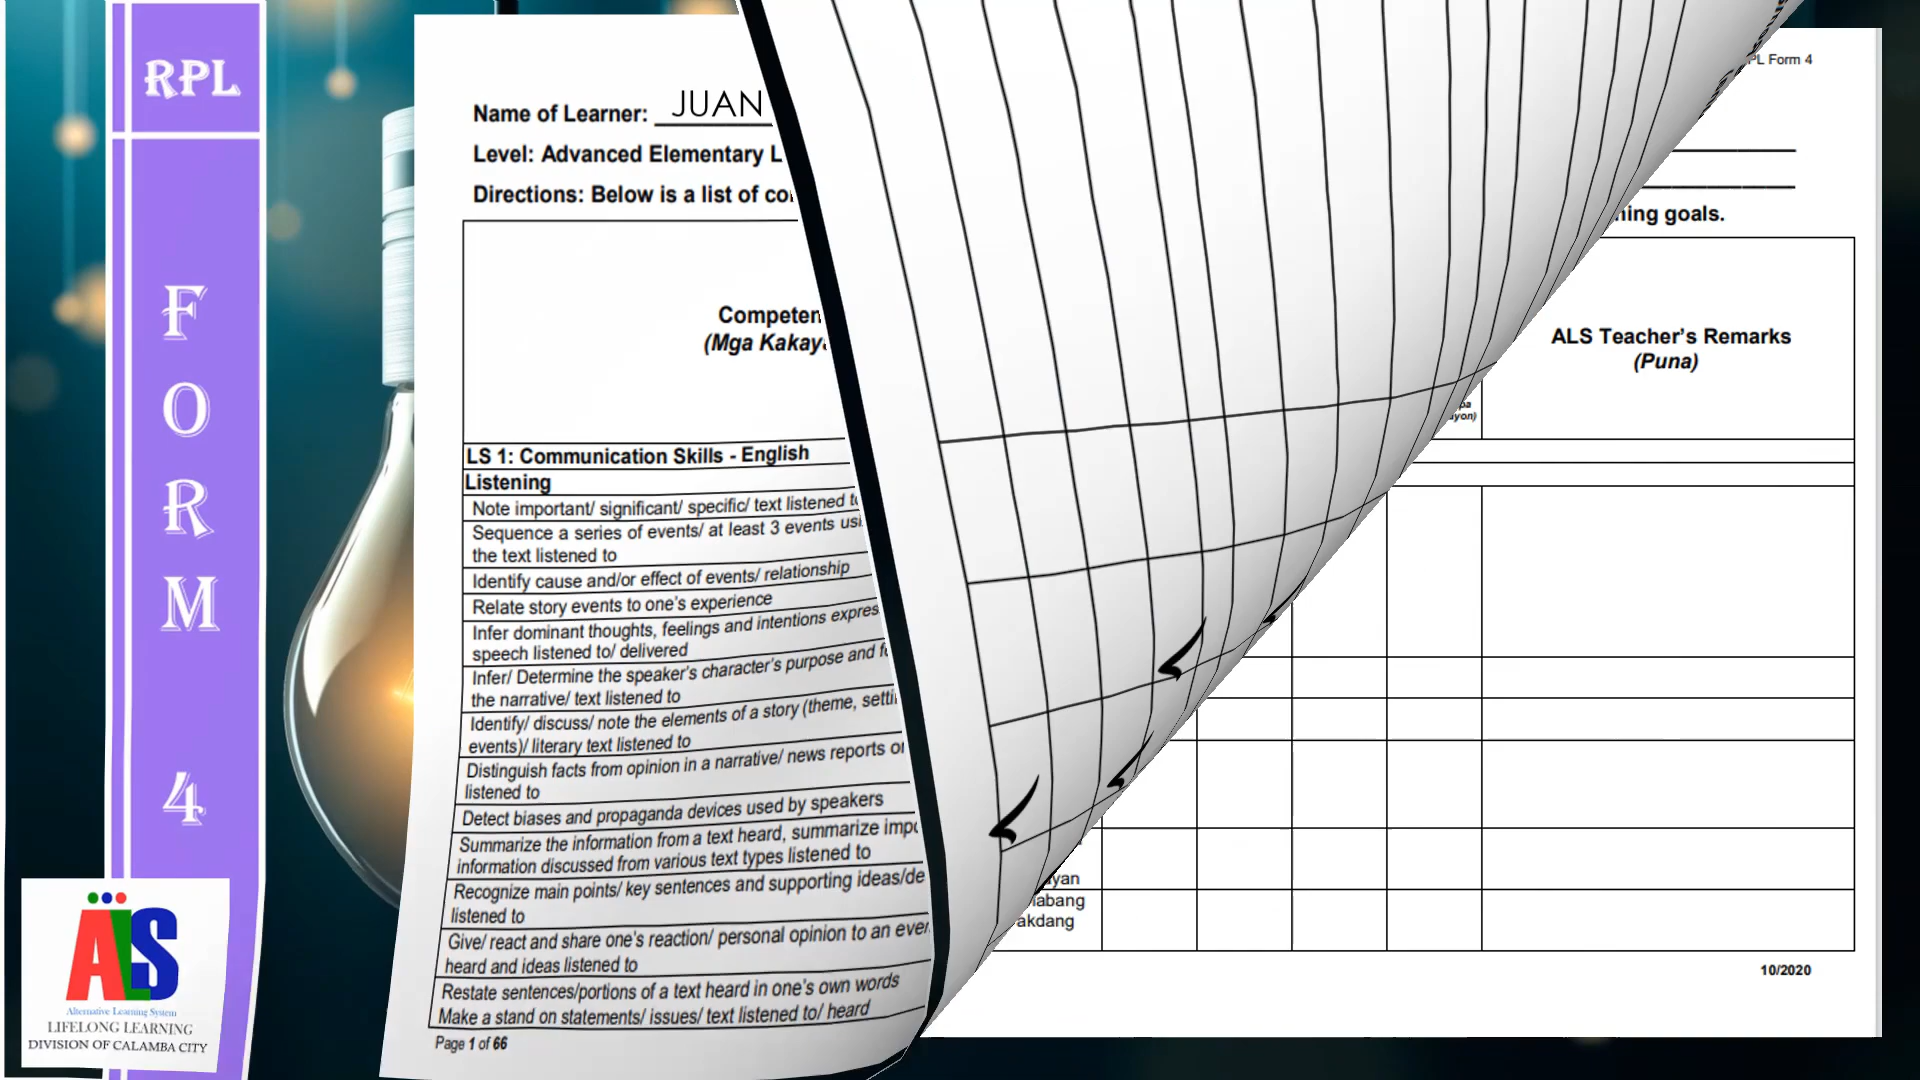 RPL
FORM 4
ALS
Alternative Learning System
LIFELONG LEARNING
DIVISION OF CALAMBA CITY
Name of Learner: JUAN
Level: Advanced Elementary L
Directions: Below is a list of
Competen
(Mga Kakaya
LS 1: Communication Skills - English
Listening
Note important/ significant/ specific/ text listened
Sequence a series of events/ at least 3 events
the text listened to
Identify cause and/or effect of events/ relationship
Relate story events to one's experience
Infer dominant thoughts, feelings and intentions expres
speech listened to/ delivered
Infer/ Determine the speaker's character's purpose and
the narrative/ text listened to
Identify/ discuss/ note the elements of a story (theme,
events)/ literary text listened to
Distinguish facts from opinion in a narrative/ news reports
listened to
Detect biases and propaganda devices used by speakers
Summarize the information from a text heard, summarize
information discussed from various text types listened to
Recognize main points/ key sentences and supporting ideas/de
listened to
Give/ react and share one's reaction/ personal opinion to an
heard and ideas listened to
Restate sentences/portions of a text heard in one's own words
Make a stand on statements/ issues/ text listened to/ heard
Page 1 of 66
PL Form 4
ning goals.
ALS Teacher's Remarks
(Puna)
10/2020